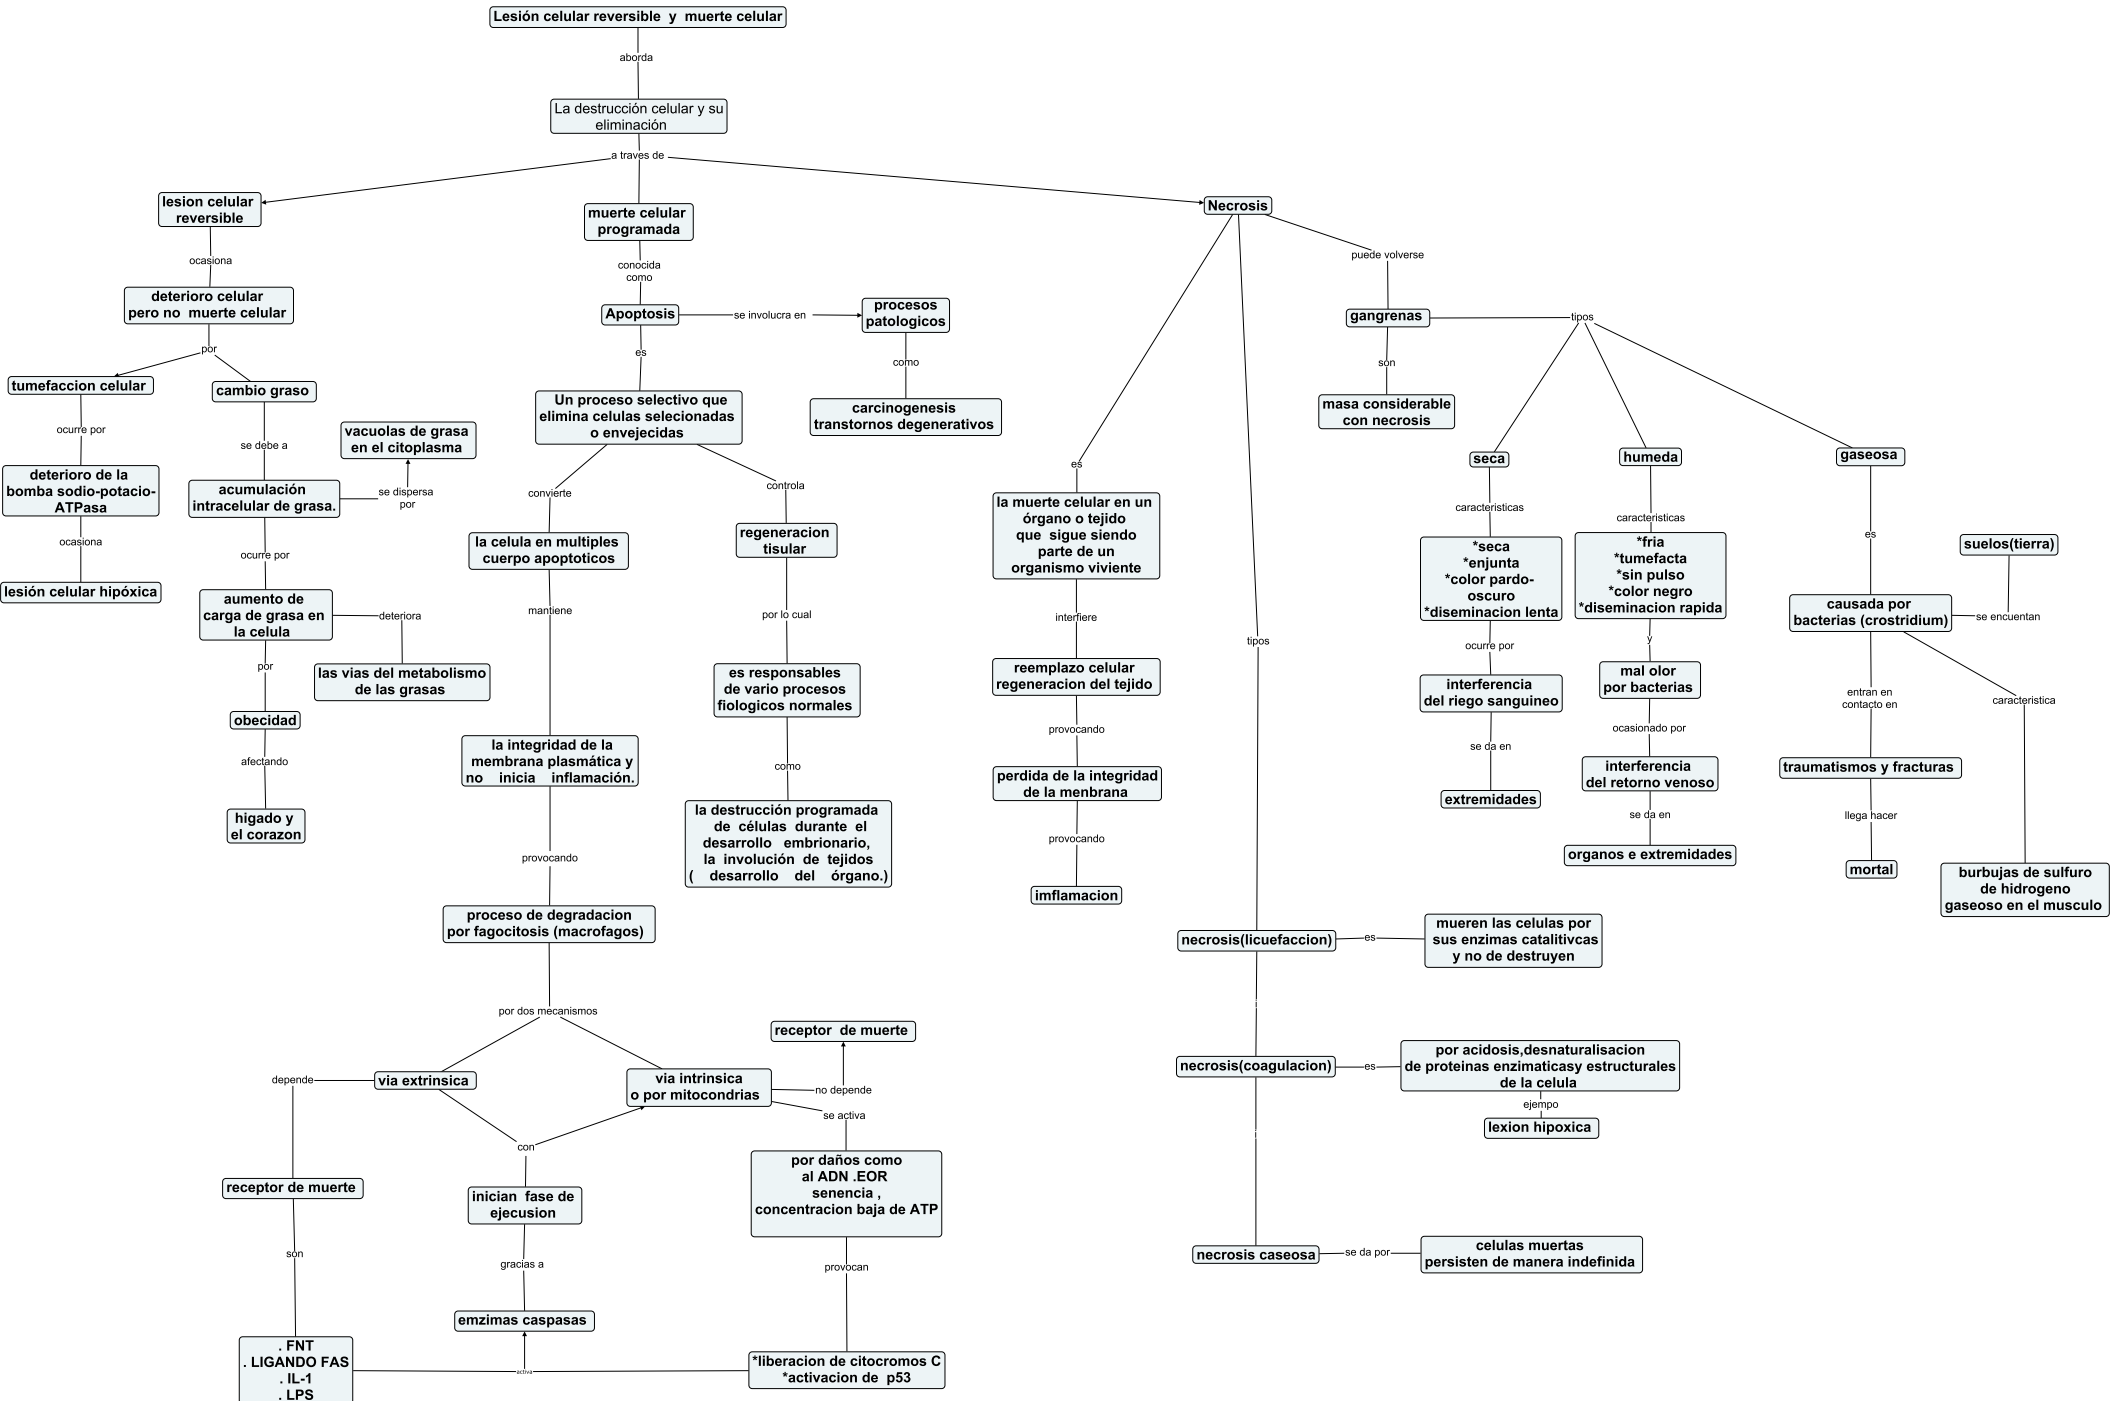 Lesión celular reversible y muerte celular
aborda
La destrucción celular y su
eliminación
a traves de
lesion celular
reversible
ocasiona
deterioro celular
pero no muerte celular
por
tumefaccion celular
ocurre por
deterioro de la
bomba sodio-potacio-
ATPasa
ocasiona
lesión celular hipóxica
cambio graso
se debe a
acumulación
intracelular de grasa.
se dispersa
por
vacuolas de grasa
en el citoplasma
ocurre por
aumento de
carga de grasa en
la celula
deteriora
las vias del metabolismo
de las grasas
por
obecidad
afectando
higado y
el corazon
muerte celular
programada
conocida
como
Apoptosis
se involucra en
procesos
patologicos
como
carcinogenesis
transtornos degenerativos
es
Un proceso selectivo que
elimina celulas selecionadas
o envejecidas
convierte
la celula en multiples
cuerpo apoptoticos
mantiene
la integridad de la
membrana plasmática y
no inicia inflamación.
provocando
proceso de degradacion
por fagocitosis (macrofagos)
por dos mecanismos
controla
regeneracion
tisular
por lo cual
es responsables
de vario procesos
fiologicos normales
como
la destrucción programada
de células durante el
desarrollo embrionario,
la involución de tejidos
( desarrollo del órgano.)
via extrinsica
depende
receptor de muerte
son
. FNT
. LIGANDO FAS
. IL-1
. LPS
con
inician fase de
ejecusion
gracias a
emzimas caspasas
activa
via intrinsica
o por mitocondrias
no depende
receptor de muerte
se activa
por daños como
al ADN .EOR
senencia ,
concentracion baja de ATP
provocan
*liberacion de citocromos C
*activacion de p53
Necrosis
es
la muerte celular en un
órgano o tejido
que sigue siendo
parte de un
organismo viviente
interfiere
reemplazo celular
regeneracion del tejido
provocando
perdida de la integridad
de la menbrana
provocando
imflamacion
tipos
necrosis(licuefaccion)
es
mueren las celulas por
sus enzimas catalitivcas
y no de destruyen
necrosis(coagulacion)
es
por acidosis,desnaturalisacion
de proteinas enzimaticasy estructurales
de la celula
ejempo
lexion hipoxica
necrosis caseosa
se da por
celulas muertas
persisten de manera indefinida
puede volverse
gangrenas
son
masa considerable
con necrosis
tipos
seca
caracteristicas
*seca
*enjunta
*color pardo-
oscuro
*diseminacion lenta
ocurre por
interferencia
del riego sanguineo
se da en
extremidades
humeda
caracteristicas
*fria
*tumefacta
*sin pulso
*color negro
*diseminacion rapida
y
mal olor
por bacterias
ocasionado por
interferencia
del retorno venoso
se da en
organos e extremidades
gaseosa
es
causada por
bacterias (crostridium)
se encuentan
suelos(tierra)
entran en
contacto en
traumatismos y fracturas
llega hacer
mortal
caracteristica
burbujas de sulfuro
de hidrogeno
gaseoso en el musculo